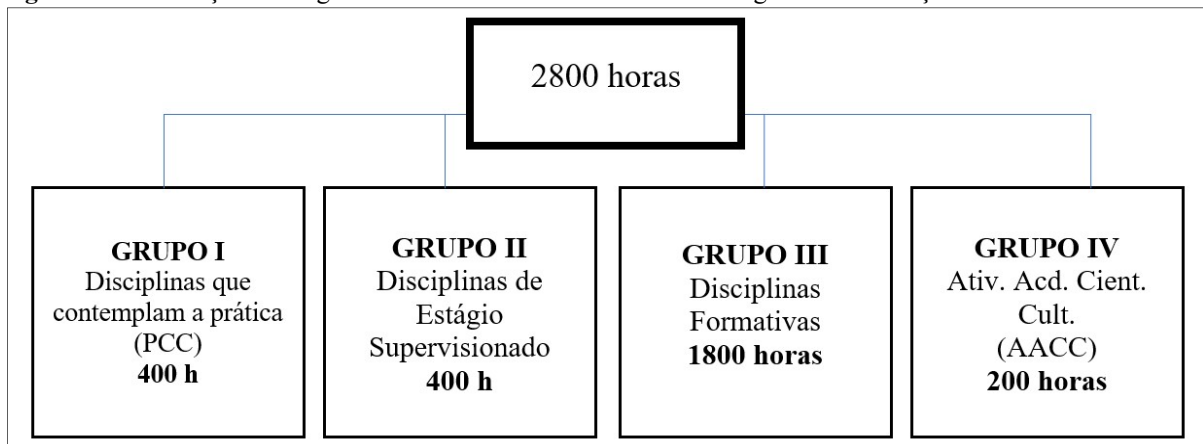 2800 horas
GRUPO I
Disciplinas que
contemplam a prática
(PCC)
400 h
GRUPO II
Disciplinas de
Estágio
Supervisionado
400 h
GRUPO III
Disciplinas
Formativas
1800 horas
GRUPO IV
Ativ. Acd. Cient.
Cult.
(AACC)
200 horas